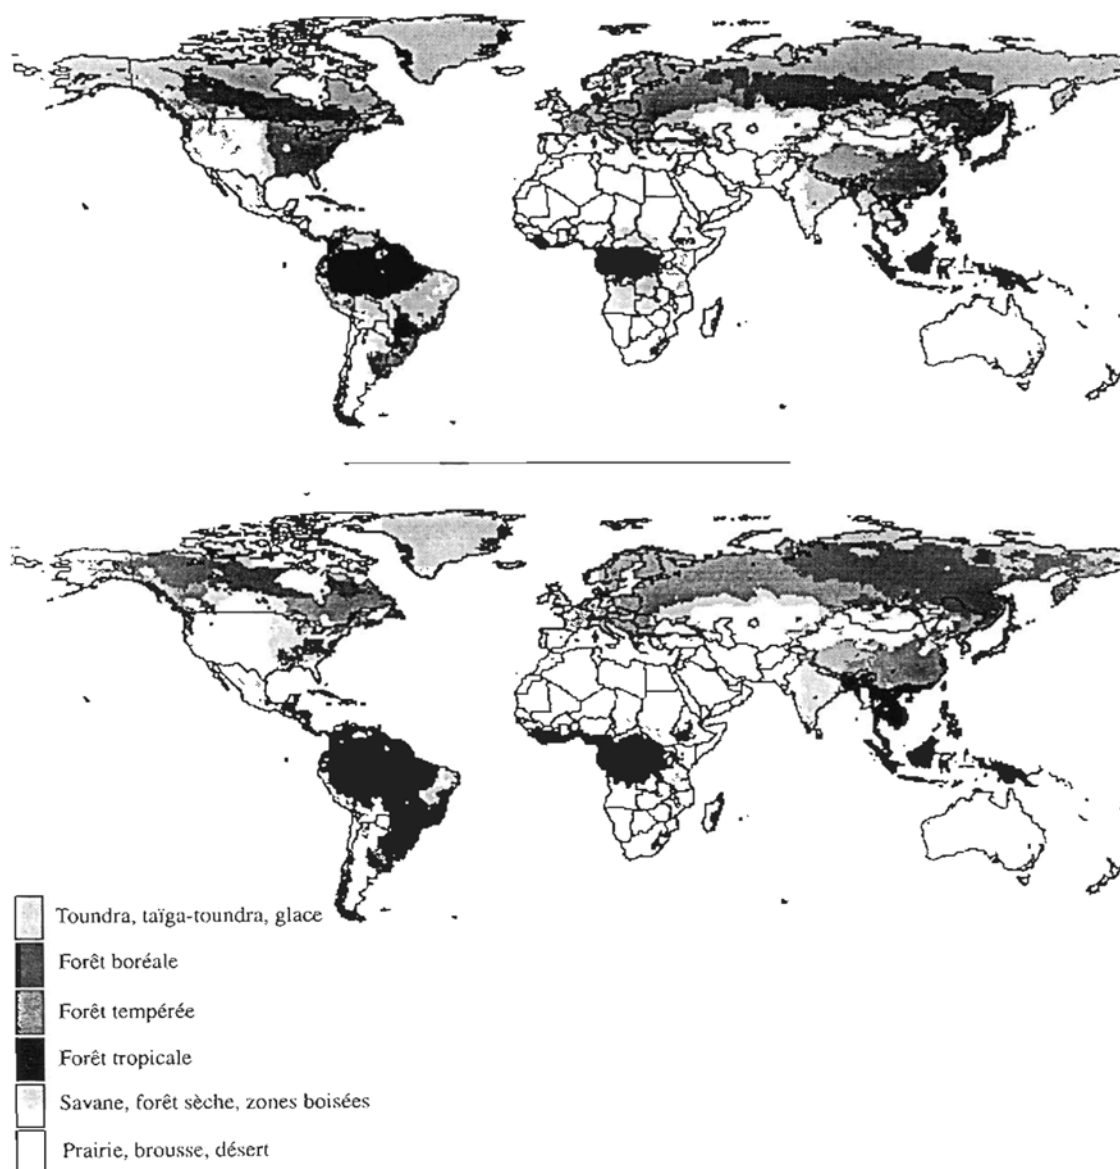 Toundra, taïga-toundra, glace
Forêt boréale
Forêt tempérée
Forêt tropicale
Savane, forêt sèche, zones boisées
Prairie, brousse, désert